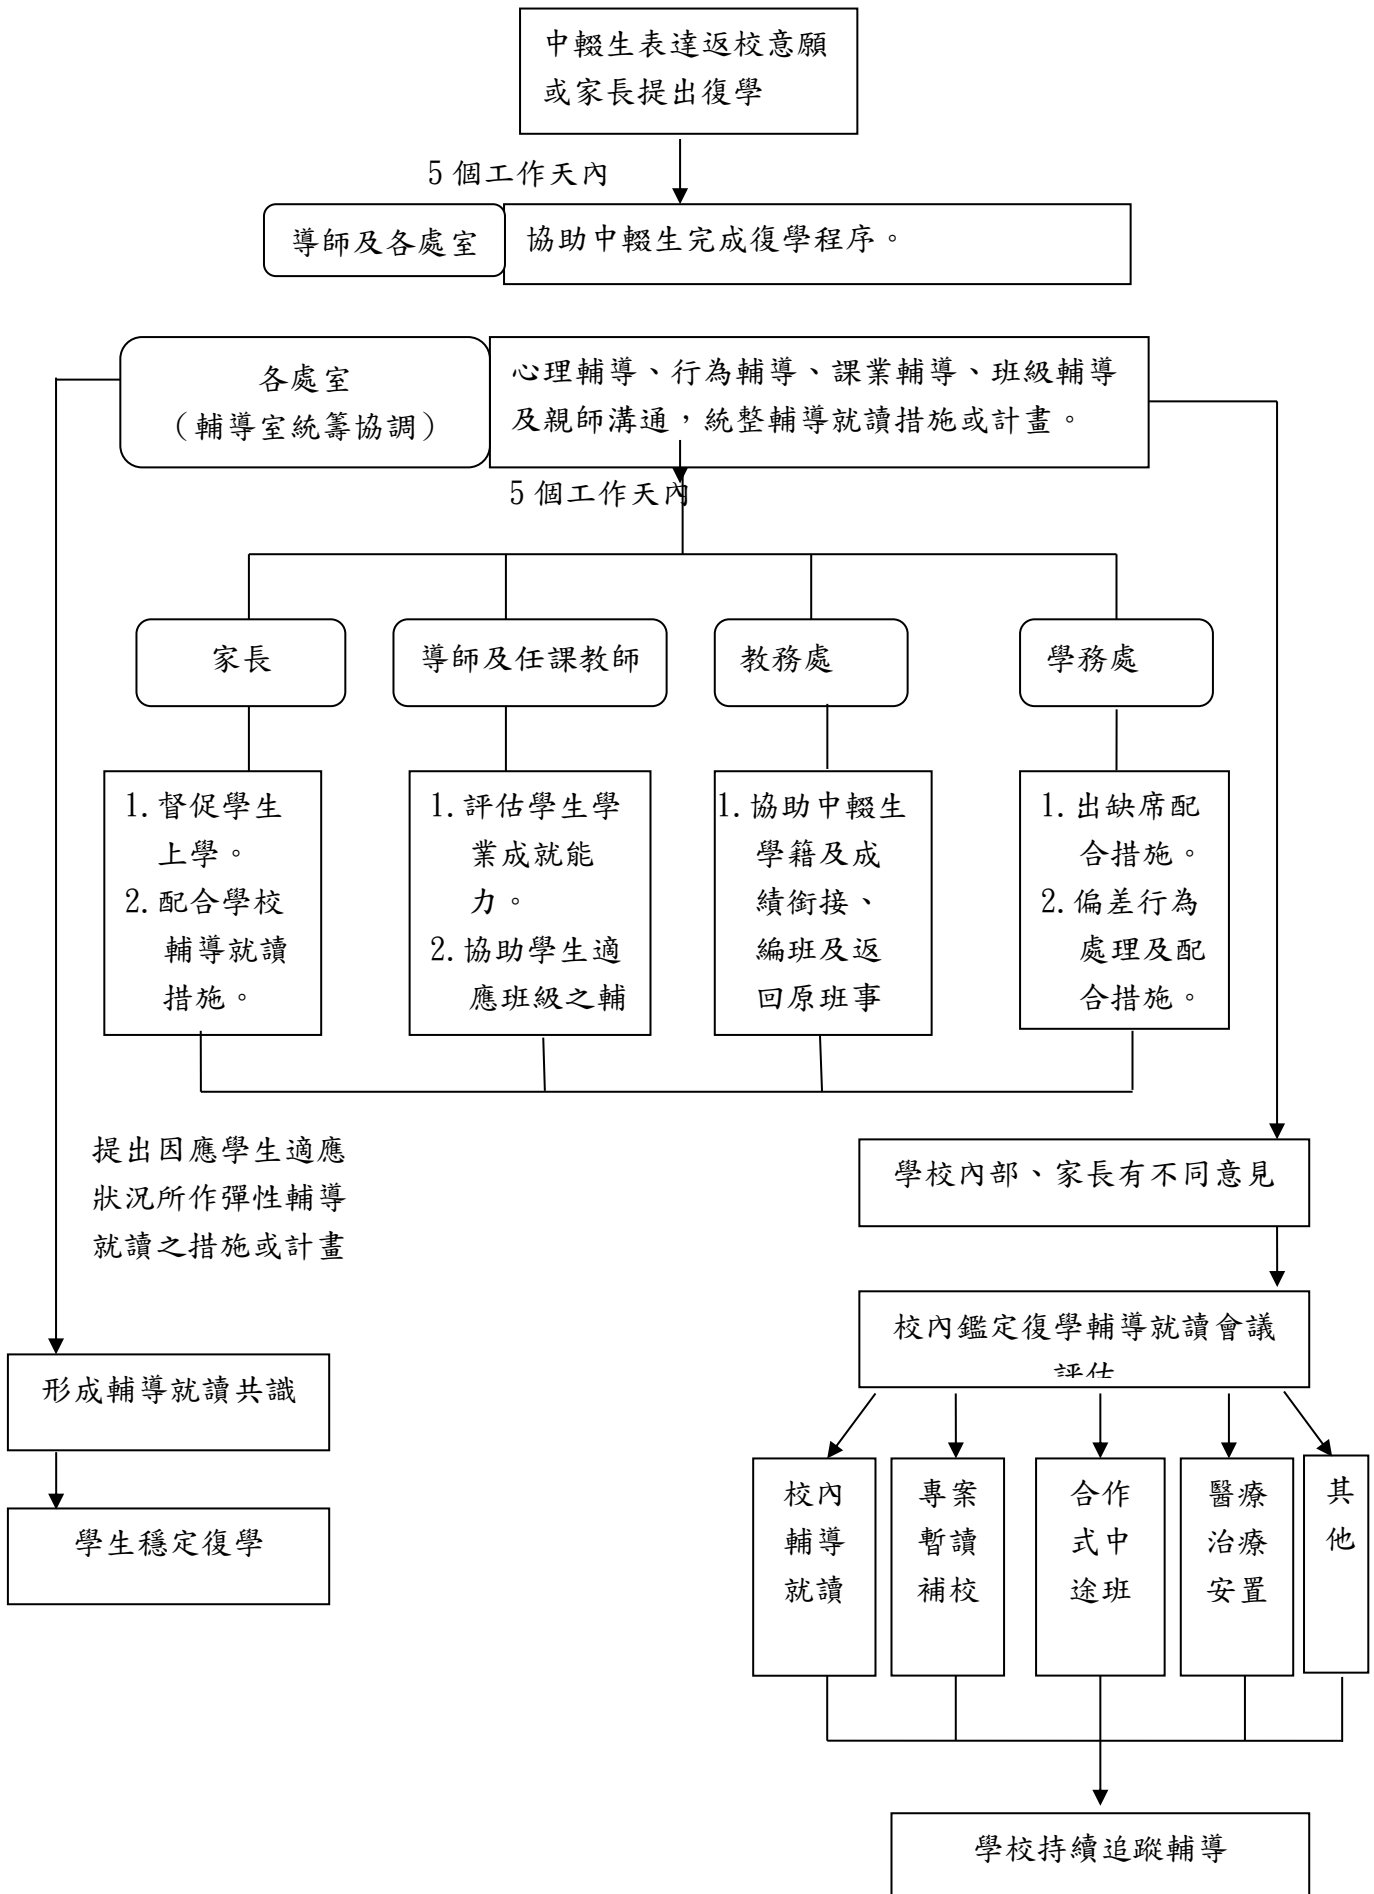 中輟生表達返校意願
或家長提出復學
5個工作天內
導師及各處室
協助中輟生完成復學程序。
各處室
（輔導室統籌協調）
心理輔導、行為輔導、課業輔導、班級輔導
及親師溝通，統整輔導就讀措施或計畫。
5個工作天內
家長
導師及任課教師
教務處
學務處
1.督促學生
上學。
2.配合學校
輔導就讀
措施。
1.評估學生學
業成就能
力。
2.協助學生適
應班級之輔
1.協助中輟生
學籍及成
績銜接、
編班及返
回原班事
1.出缺席配
合措施。
2.偏差行為
處理及配
合措施。
提出因應學生適應
狀況所作彈性輔導
就讀之措施或計畫
學校內部、家長有不同意見
校內鑑定復學輔導就讀會議
評估
形成輔導就讀共識
學生穩定復學
校內
輔導
就讀
專案
暫讀
補校
合作
式中
途班
醫療
治療
安置
其
他
學校持續追蹤輔導